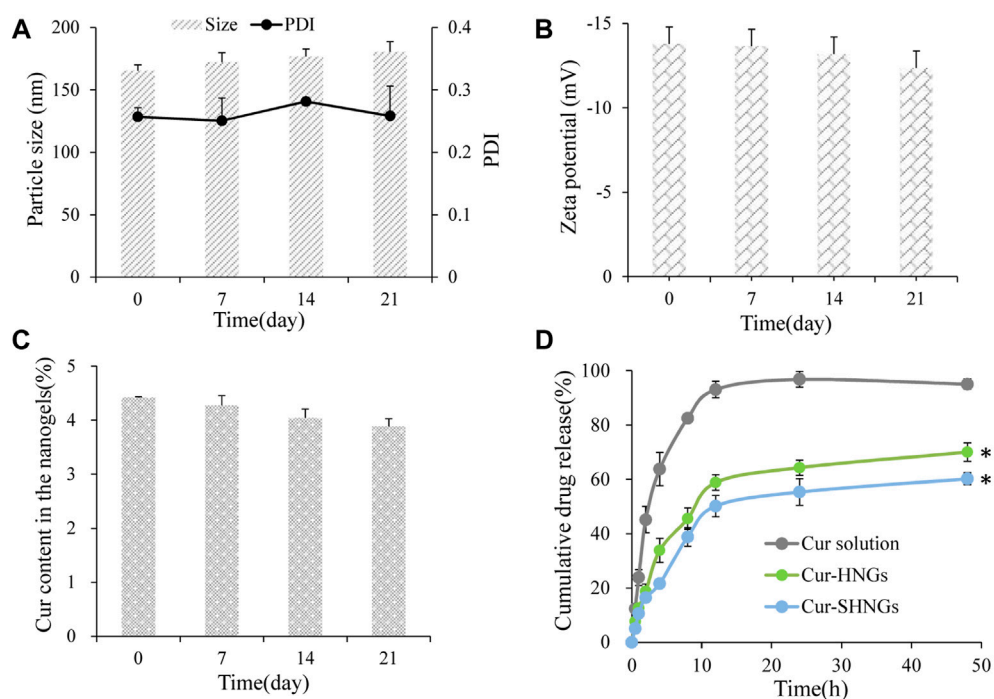 A
Size
PDI
200
150
100
50
0
Particle size (nm)
0.4
0.3
0.2
0.1
0
PDI
0 7 14 21
Time(day)
B
-15
-10
-5
0
Zeta potential (mV)
0 7 14 21
Time(day)
C
5
4
3
2
1
0
Cur content in the nanogels(%)
0 7 14 21
Time(day)
D
100
80
60
40
20
0
Cumulative drug release(%)
*
*
Cur solution
Cur-HNGs
Cur-SHNGs
0 10 20 30 40 50
Time(h)